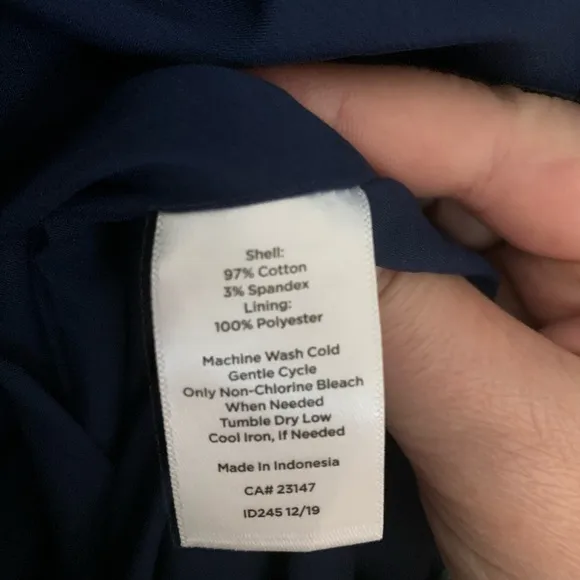 Shell:
97% Cotton
3% Spandex
Lining:
100% Polyester
Machine Wash Cold
Gentle Cycle
Only Non-Chlorine Bleach
When Needed
Tumble Dry Low
Cool Iron, If Needed
Made In Indonesia
CA# 23147
ID245 12/19